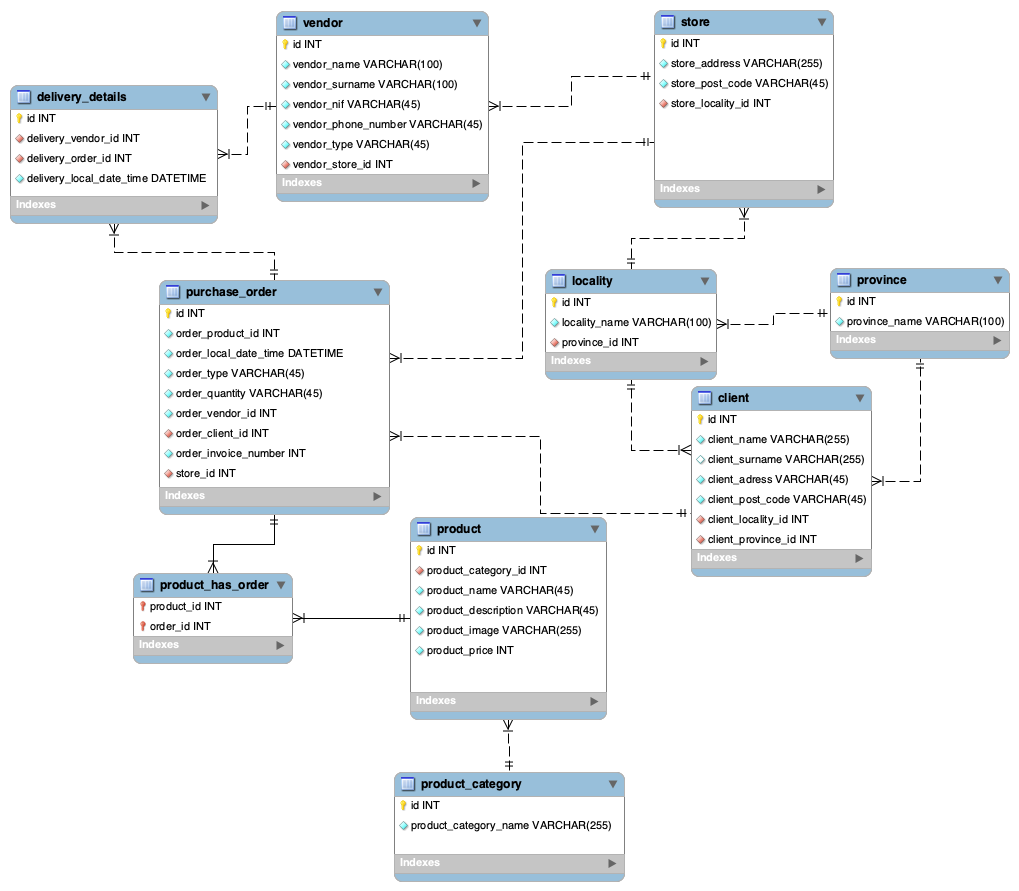 vendor
id INT
vendor_name VARCHAR(100)
vendor_surname VARCHAR(100)
vendor_nif VARCHAR(45)
vendor_phone_number VARCHAR(45)
vendor_type VARCHAR(45)
vendor_store_id INT
Indexes
store
id INT
store_address VARCHAR(255)
store_post_code VARCHAR(45)
store_locality_id INT
Indexes
delivery_details
id INT
delivery_vendor_id INT
delivery_order_id INT
delivery_local_date_time DATETIME
Indexes
purchase_order
id INT
order_product_id INT
order_local_date_time DATETIME
order_type VARCHAR(45)
order_quantity VARCHAR(45)
order_vendor_id INT
order_client_id INT
order_invoice_number INT
store_id INT
Indexes
locality
id INT
locality_name VARCHAR(100)
province_id INT
Indexes
province
id INT
province_name VARCHAR(100)
Indexes
client
id INT
client_name VARCHAR(255)
client_surname VARCHAR(255)
client_adress VARCHAR(45)
client_post_code VARCHAR(45)
client_locality_id INT
client_province_id INT
Indexes
product
id INT
product_category_id INT
product_name VARCHAR(45)
product_description VARCHAR(45)
product_image VARCHAR(255)
product_price INT
Indexes
product_has_order
product_id INT
order_id INT
Indexes
product_category
id INT
product_category_name VARCHAR(255)
Indexes